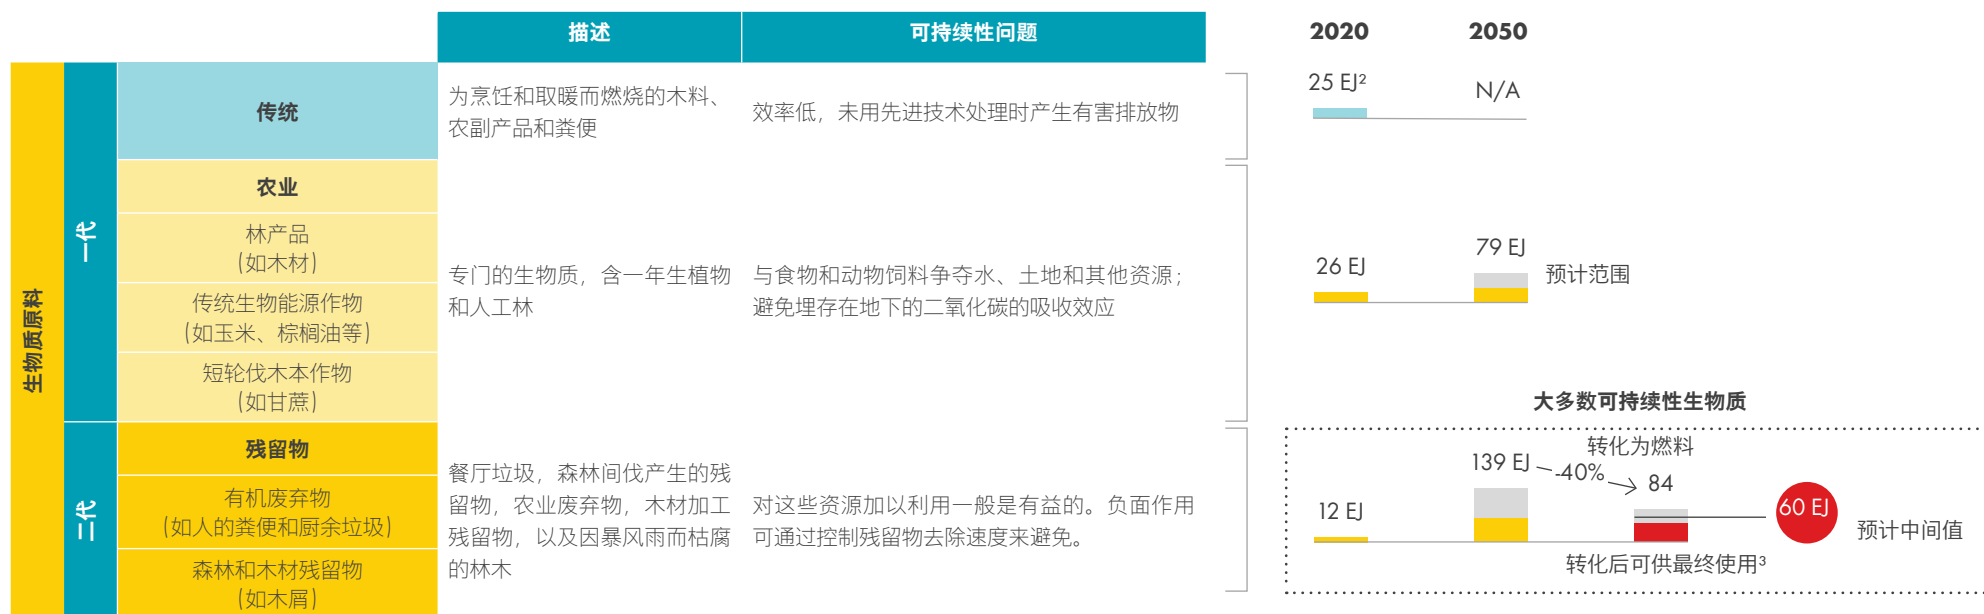 描述
可持续性问题
2020
2050
生物质原料
一代
传统
为烹饪和取暖而燃烧的木料、
农副产品和粪便
效率低，未用先进技术处理时产生有害排放物
25 EJ²
N/A
农业
林产品
(如木材)
传统生物能源作物
(如玉米、棕榈油等)
短轮伐木本作物
(如甘蔗)
专门的生物质，含一年生植物
和人工林
与食物和动物饲料争夺水、土地和其他资源；
避免埋存在地下的二氧化碳的吸收效应
26 EJ
79 EJ
预计范围
二代
残留物
有机废弃物
(如人的粪便和厨余垃圾)
森林和木材残留物
(如木屑)
餐厅垃圾，森林间伐产生的残
留物，农业废弃物，木材加工
残留物，以及因暴风雨而枯腐
的林木
对这些资源加以利用一般是有益的。负面作用
可通过控制残留物去除速度来避免。
大多数可持续性生物质
转化为燃料
12 EJ
139 EJ
-40%
84
60 EJ
预计中间值
转化后可供最终使用³